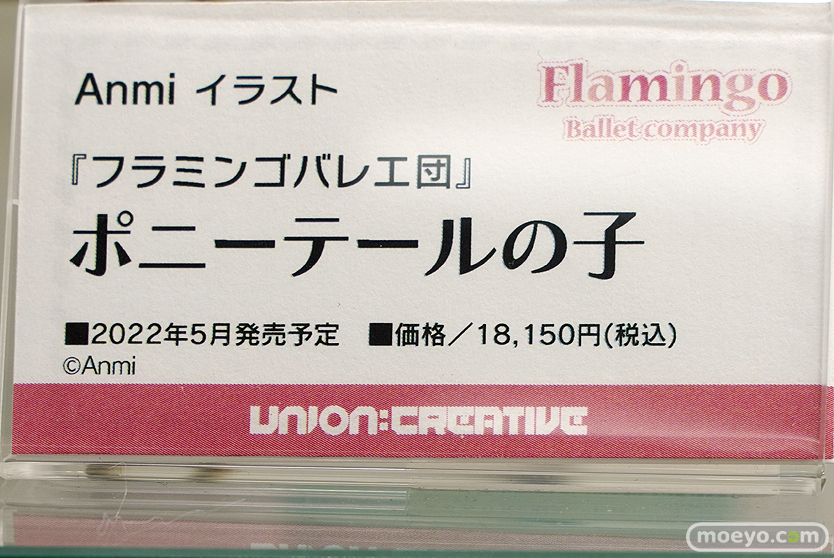 Anmi イラスト
Flamingo
Ballet company
『フラミンゴバレエ団』
ポニーテールの子
■2022年5月発売予定 ■価格／18,150円(税込)
©Anmi
UNION:CREATIVE
moeyo.com